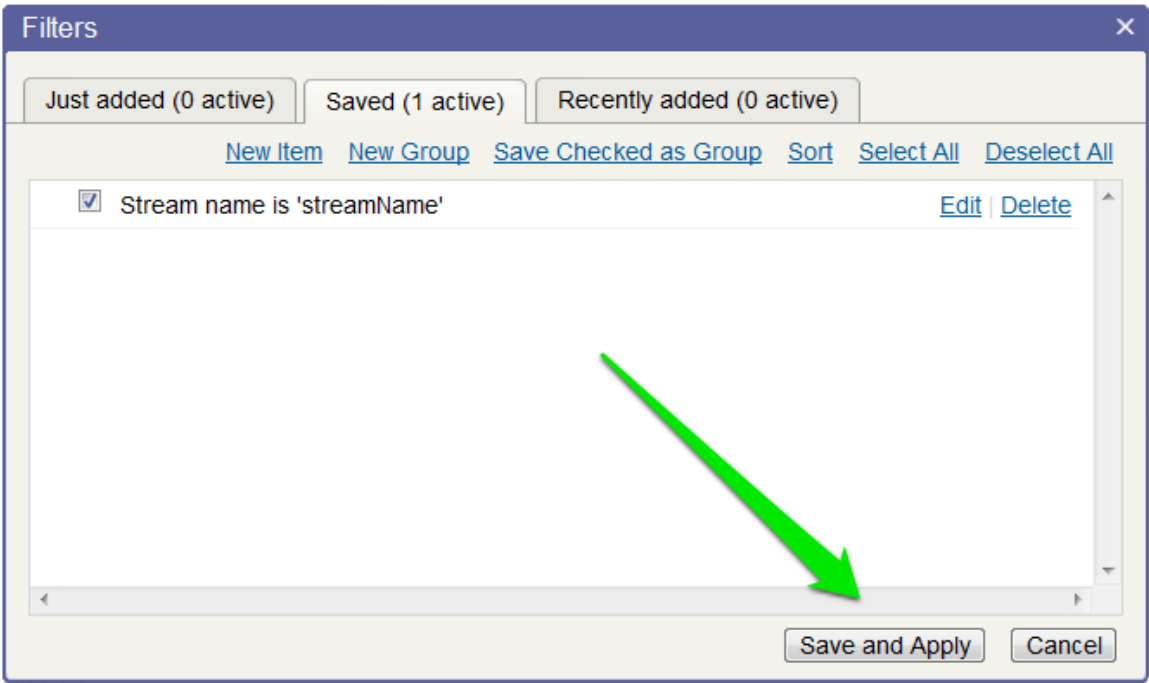 Filters
Just added (0 active) Saved (1 active) Recently added (0 active)
New Item New Group Save Checked as Group Sort Select All Deselect All
Stream name is 'streamName' Edit | Delete
Save and Apply Cancel